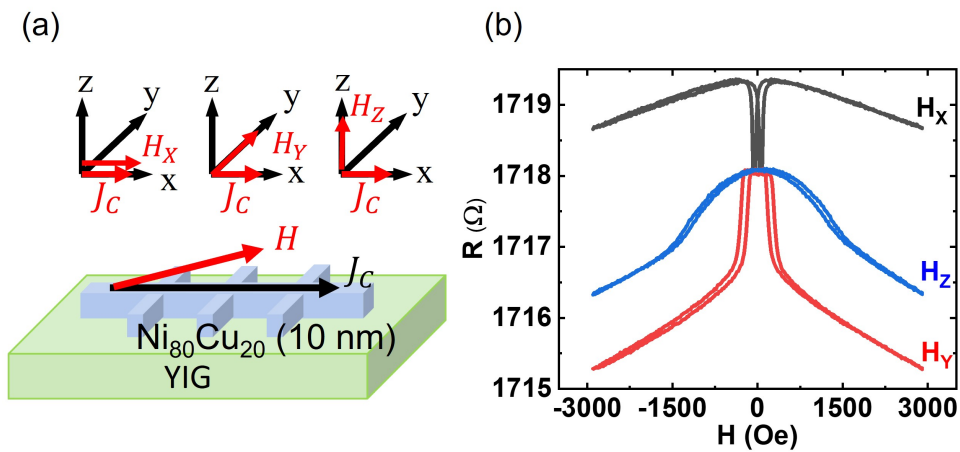 (a)
z
y
x
H_X
J_C
z
y
x
H_Y
J_C
z
y
x
H_Z
J_C
H
J_C
Ni₈₀Cu₂₀ (10 nm)
YIG
(b)
R (Ω)
1719
1718
1717
1716
1715
H_X
H_Z
H_Y
-3000 -1500 0 1500 3000
H (Oe)